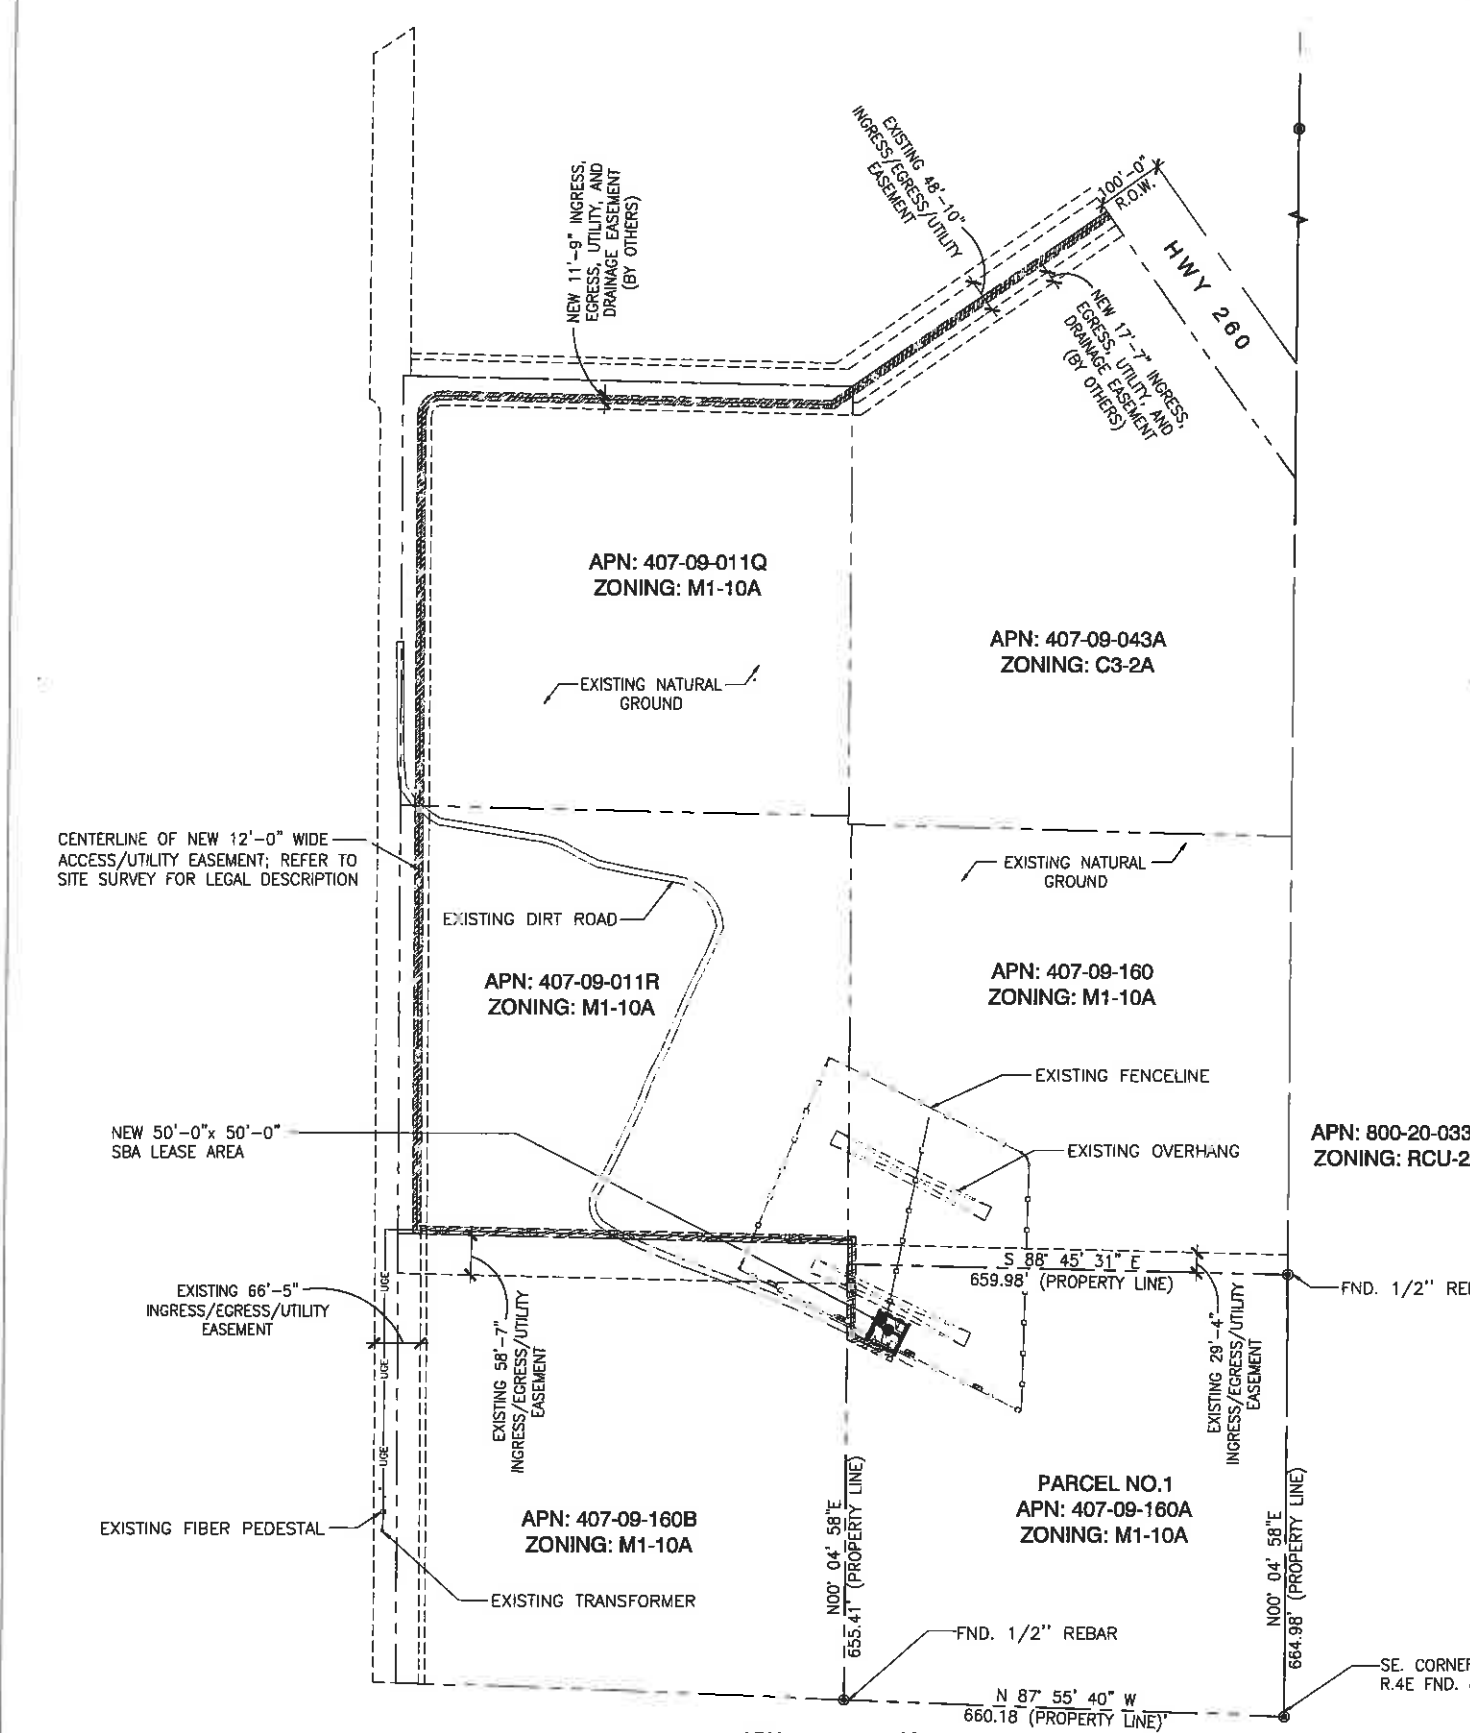 EXISTING 48'-10"
INGRESS/EGRESS/UTILITY
EASEMENT
100'-0"
R.O.W.
HWY 260
NEW 11'-9" INGRESS,
EGRESS, UTILITY, AND
DRAINAGE EASEMENT
(BY OTHERS)
NEW 17'-7" INGRESS,
EGRESS, UTILITY, AND
DRAINAGE EASEMENT
(BY OTHERS)
APN: 407-09-011Q
ZONING: M1-10A
APN: 407-09-043A
ZONING: C3-2A
EXISTING NATURAL
GROUND
CENTERLINE OF NEW 12'-0" WIDE
ACCESS/UTILITY EASEMENT; REFER TO
SITE SURVEY FOR LEGAL DESCRIPTION
EXISTING NATURAL
GROUND
EXISTING DIRT ROAD
APN: 407-09-011R
ZONING: M1-10A
APN: 407-09-160
ZONING: M1-10A
EXISTING FENCELINE
NEW 50'-0"x 50'-0"
SBA LEASE AREA
EXISTING OVERHANG
APN: 800-20-033
ZONING: RCU-2
S 88° 45' 31" E
659.98' (PROPERTY LINE)
FND. 1/2" RE
EXISTING 66'-5"
INGRESS/EGRESS/UTILITY
EASEMENT
UGE
UGE
UGE
EXISTING 58'-7"
INGRESS/EGRESS/UTILITY
EASEMENT
EXISTING 29'-4"
INGRESS/EGRESS/UTILITY
EASEMENT
PARCEL NO.1
APN: 407-09-160A
ZONING: M1-10A
APN: 407-09-160B
ZONING: M1-10A
EXISTING FIBER PEDESTAL
EXISTING TRANSFORMER
N00° 04' 58"E
655.41' (PROPERTY LINE)
N00° 04' 58"E
664.98' (PROPERTY LINE)
FND. 1/2" REBAR
SE. CORNER
R.4E FND.
N 87° 55' 40" W
660.18 (PROPERTY LINE)'